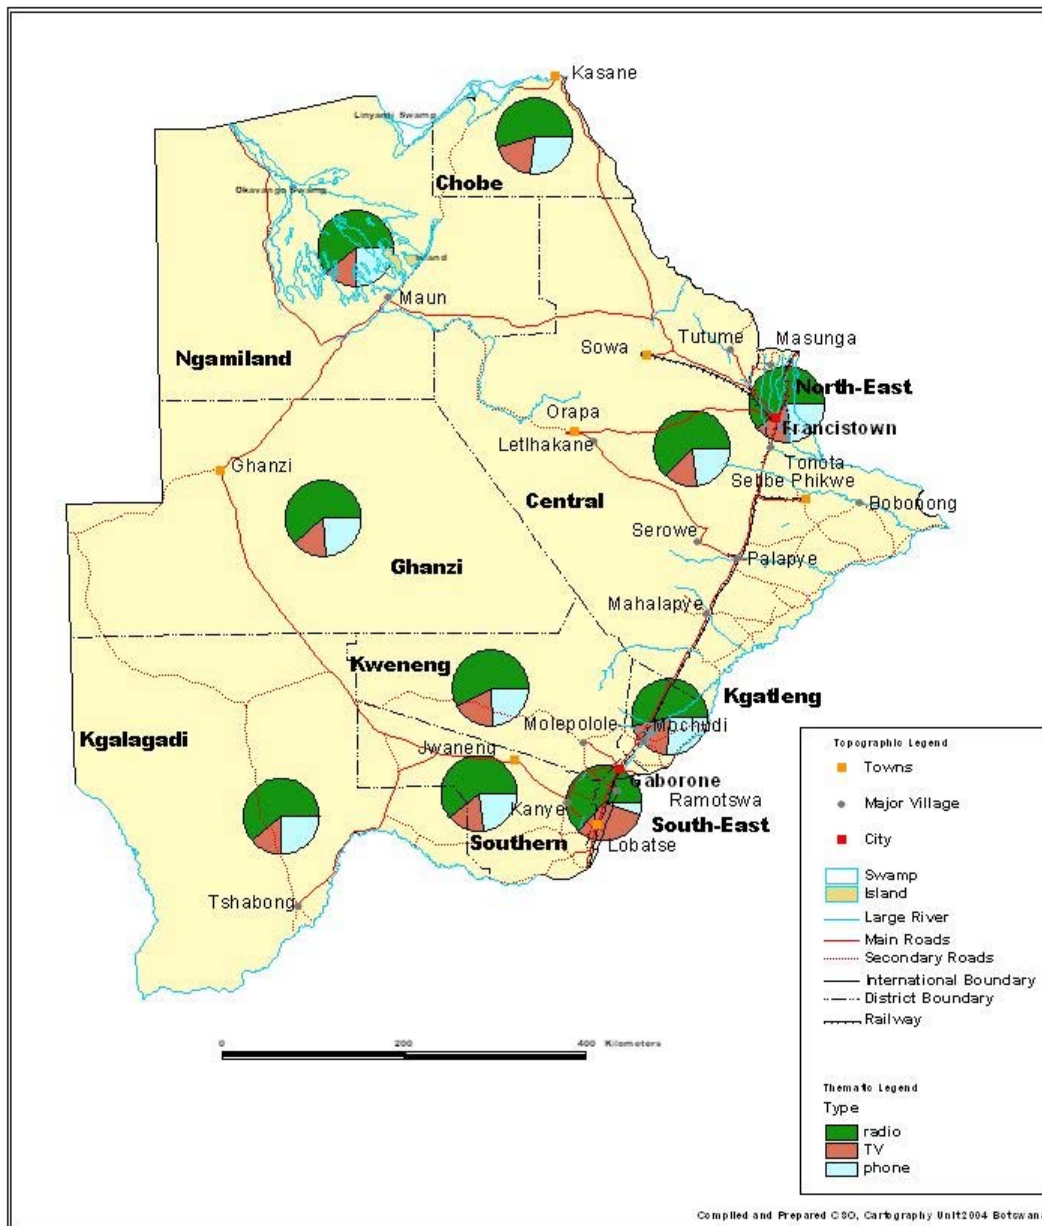 Kasane
Linyanti Swamp
Chobe
Okavango Swamp
Island
Maun
Ngamiland
Sowa
Tutume
Masunga
North-East
Orapa
Francistown
Letlhakane
Tonota
Ghanzi
Selibe Phikwe
Central
Bobonong
Serowe
Palapye
Ghanzi
Mahalapye
Kweneng
Kgatleng
Molepolole
Mochudi
Kgalagadi
Jwaneng
Gaborone
Kanye
Ramotswa
South-East
Southern
Lobatse
Tshabong
0 200 400 Kilometers
Topographic Legend
Towns
Major Village
City
Swamp
Island
Large River
Main Roads
Secondary Roads
International Boundary
District Boundary
Railway
Thematic Legend
Type
radio
TV
phone
Compiled and Prepared CSO, Cartography Unit2004 Botswana